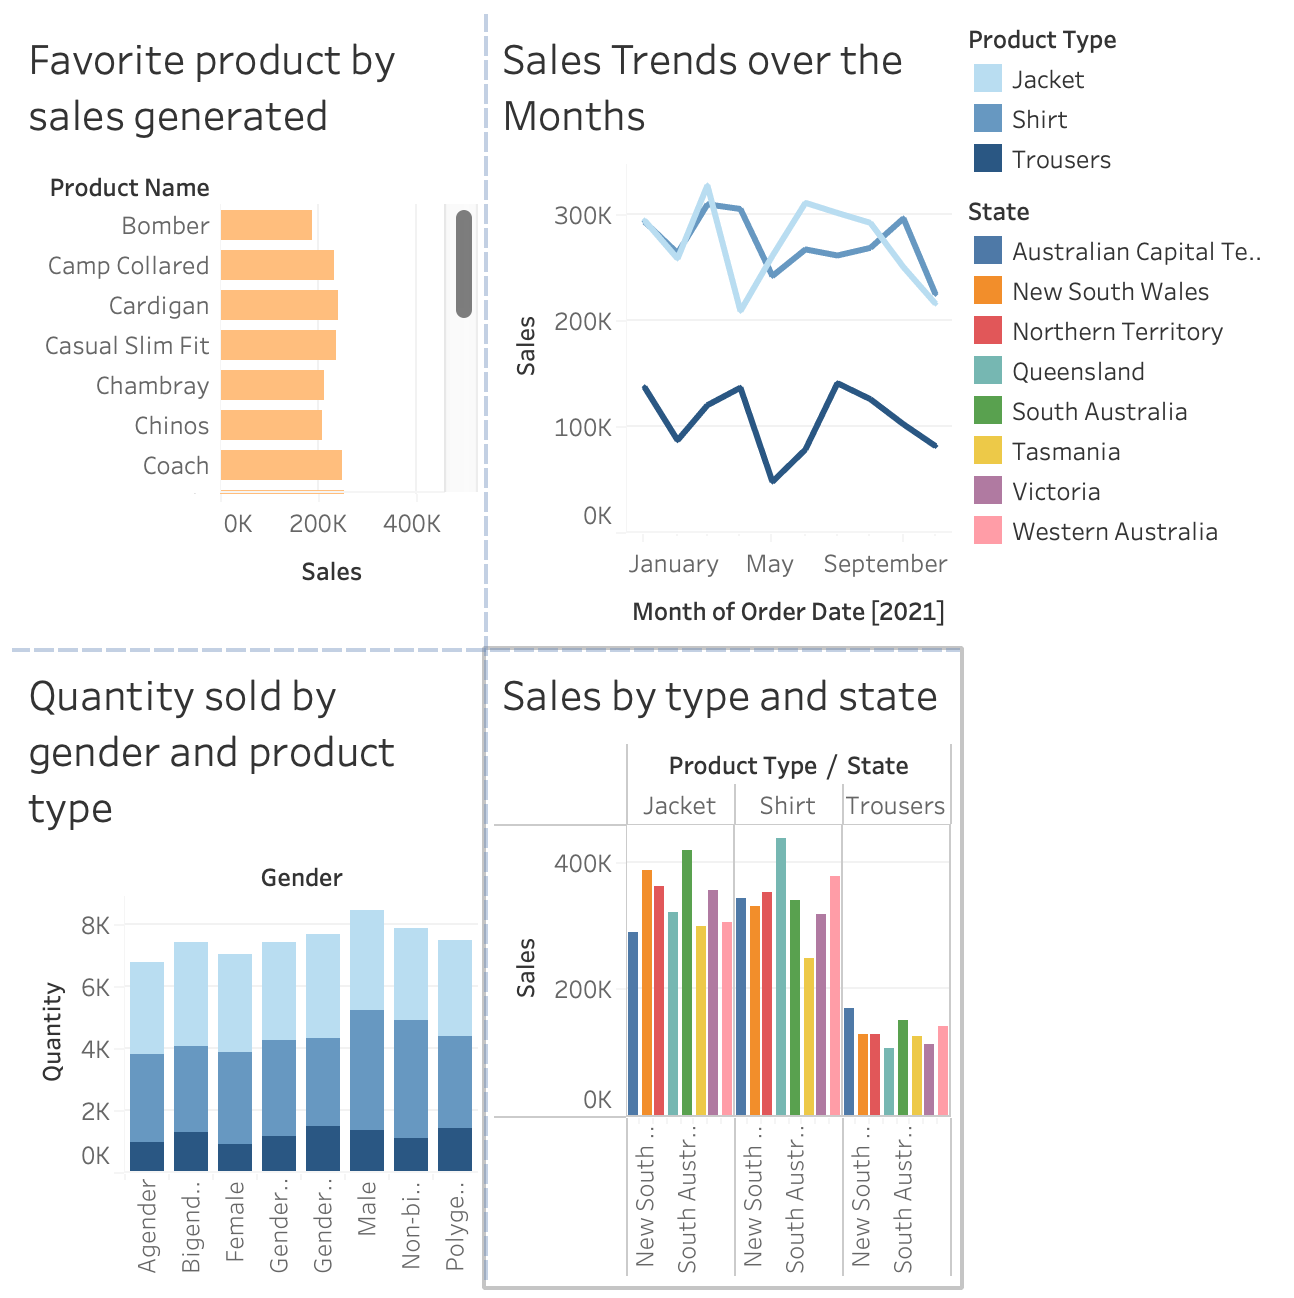 Favorite product by
sales generated
Product Name
Bomber
Camp Collared
Cardigan
Casual Slim Fit
Chambray
Chinos
Coach
0K 200K 400K
Sales
Sales Trends over the
Months
300K
200K
100K
0K
Sales
January May September
Month of Order Date [2021]
Product Type
Jacket
Shirt
Trousers
State
Australian Capital Te..
New South Wales
Northern Territory
Queensland
South Australia
Tasmania
Victoria
Western Australia
Quantity sold by
gender and product
type
Gender
8K
6K
4K
2K
0K
Quantity
Agender
Bigend..
Female
Gender..
Gender..
Male
Non-bi..
Polyge..
Sales by type and state
Product Type / State
Jacket Shirt Trousers
400K
200K
0K
Sales
New South ..
South Austr..
New South ..
South Austr..
New South ..
South Austr..